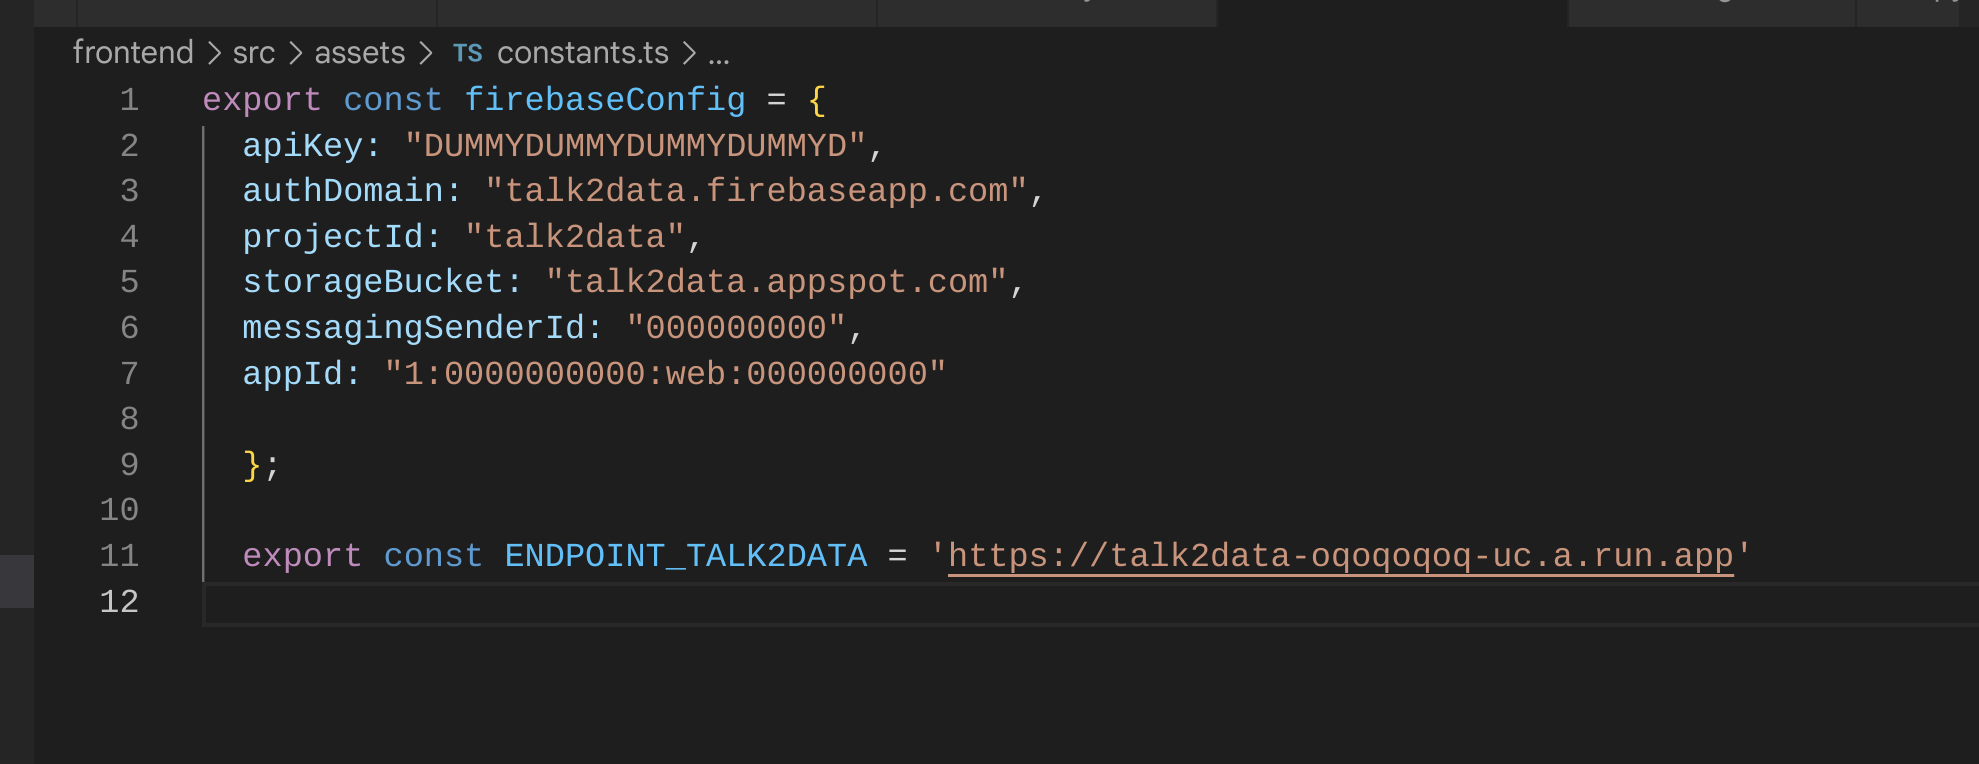 frontend > src > assets > TS constants.ts > ...
1 export const firebaseConfig = {
2 apiKey: "DUMMYDUMMYDUMMYDUMMYD",
3 authDomain: "talk2data.firebaseapp.com",
4 projectId: "talk2data",
5 storageBucket: "talk2data.appspot.com",
6 messagingSenderId: "000000000",
7 appId: "1:0000000000:web:000000000"
8
9 };
10
11 export const ENDPOINT_TALK2DATA = 'https://talk2data-oqoqoqoq-uc.a.run.app'
12